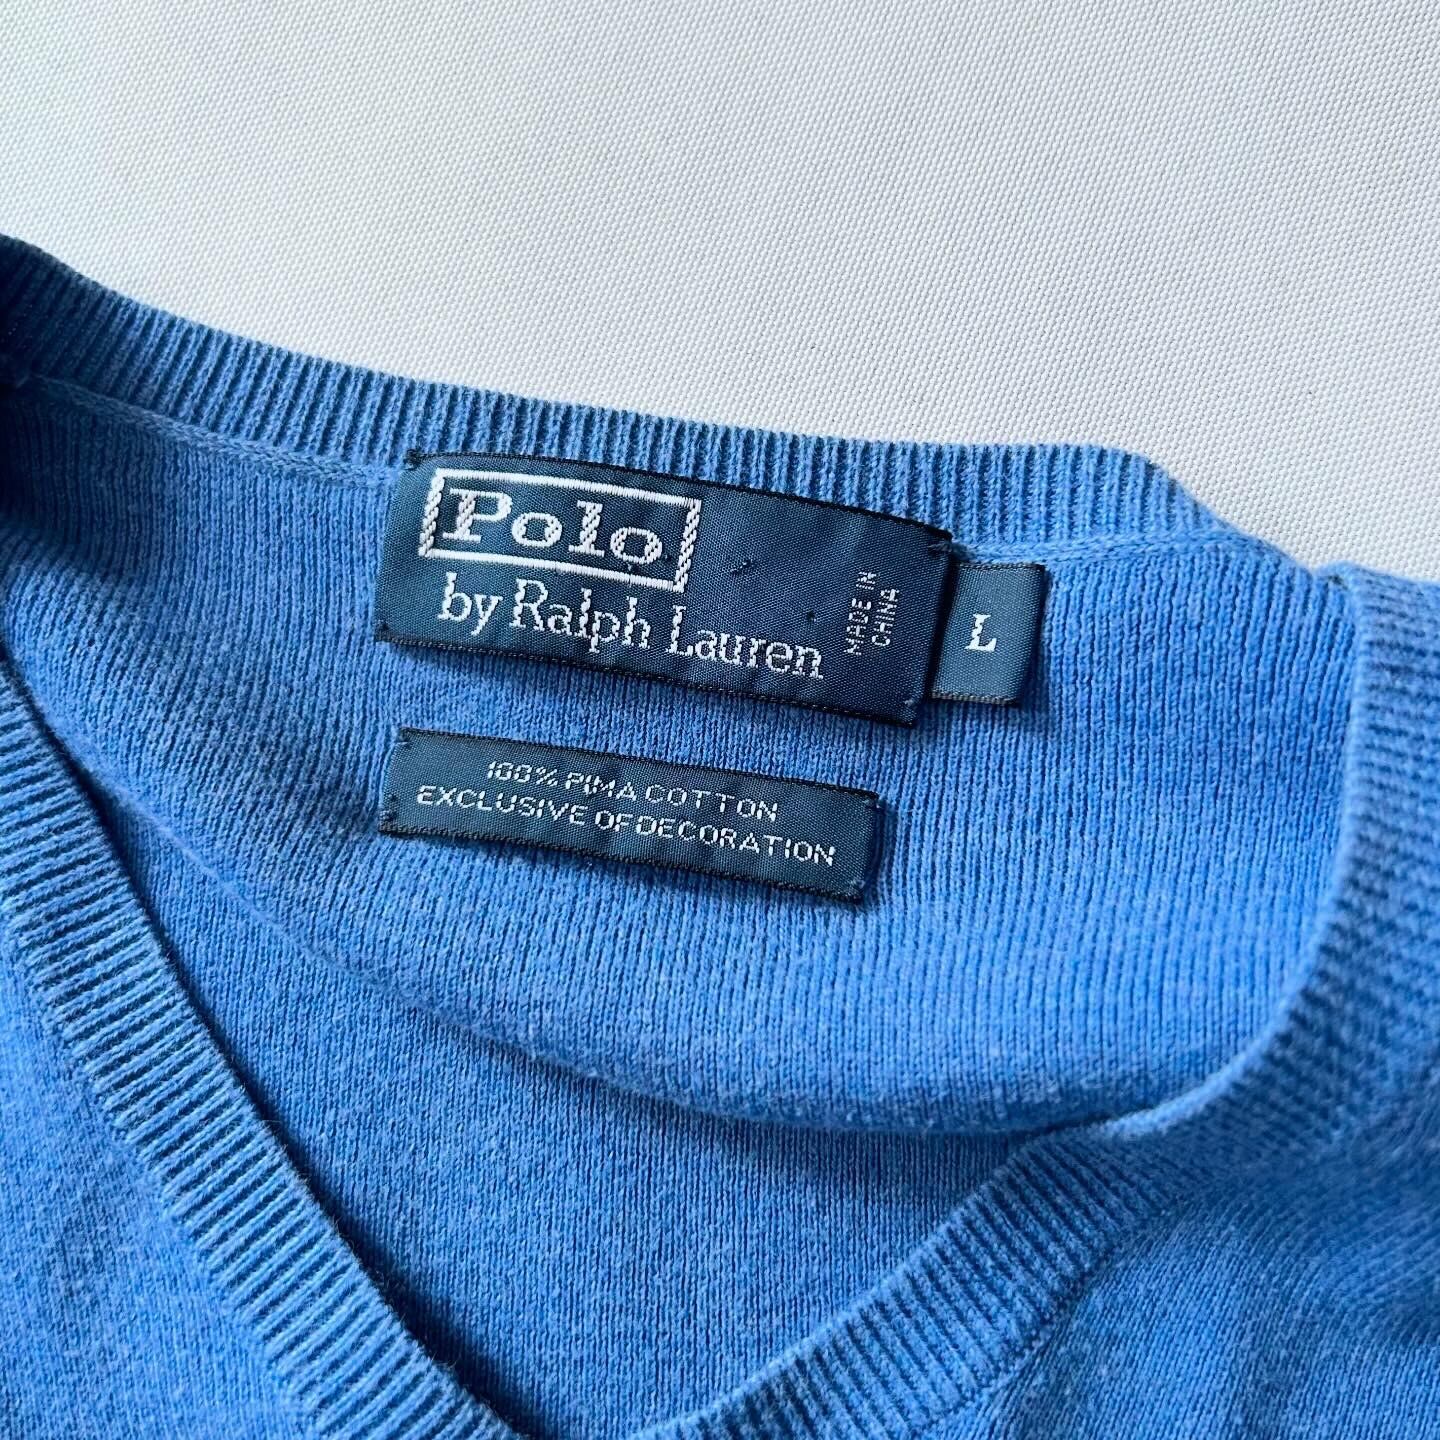 Polo
by Ralph Lauren
MADE IN
CHINA
L
100% PIMA COTTON
EXCLUSIVE OF DECORATION